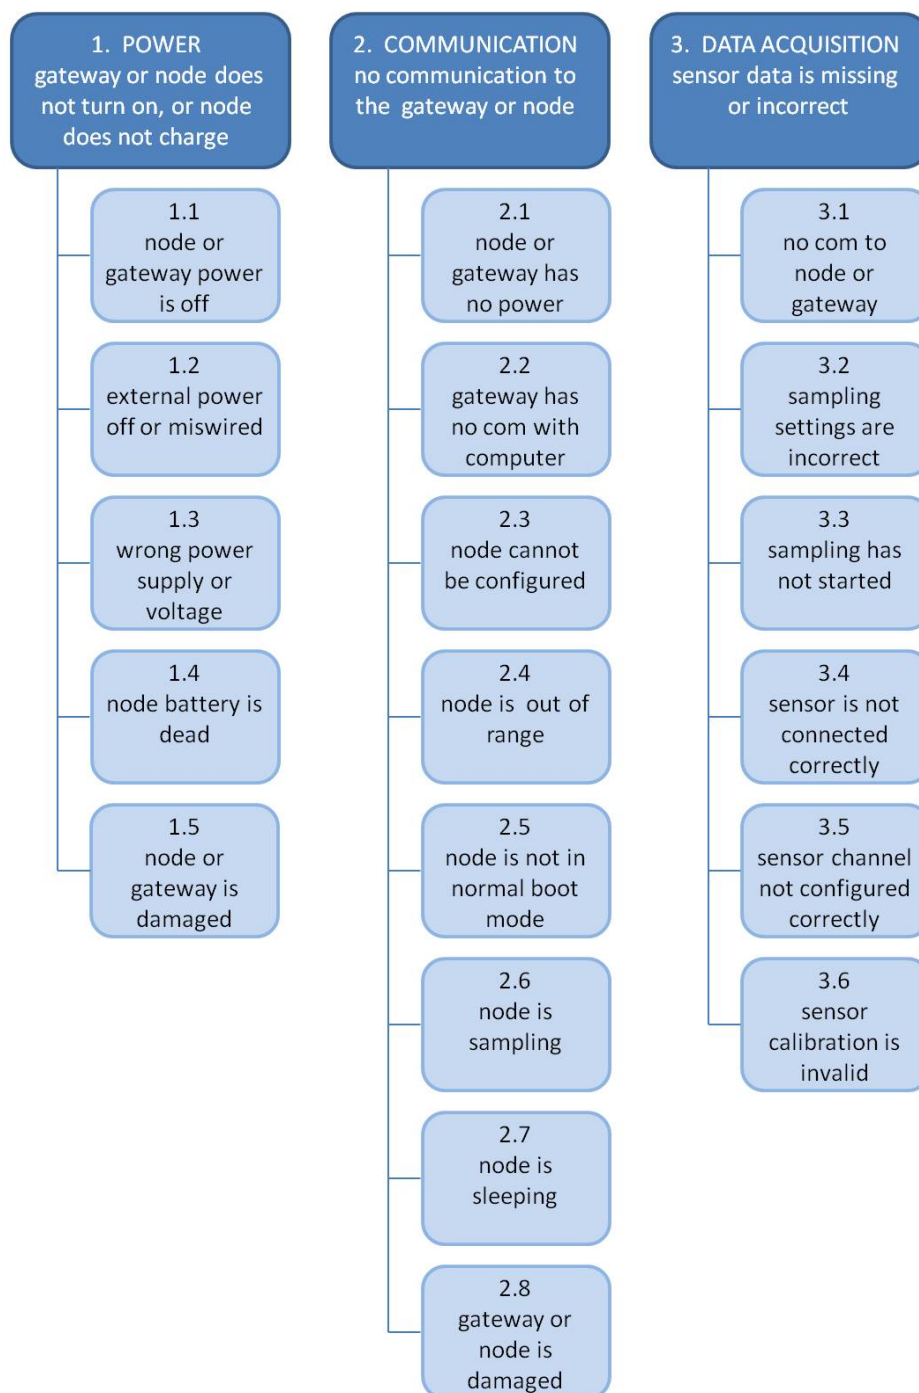 1. POWER
gateway or node does
not turn on, or node
does not charge
1.1
node or
gateway power
is off
1.2
external power
off or miswired
1.3
wrong power
supply or
voltage
1.4
node battery is
dead
1.5
node or
gateway is
damaged
2. COMMUNICATION
no communication to
the gateway or node
2.1
node or
gateway has
no power
2.2
gateway has
no com with
computer
2.3
node cannot
be configured
2.4
node is out of
range
2.5
node is not in
normal boot
mode
2.6
node is
sampling
2.7
node is
sleeping
2.8
gateway or
node is
damaged
3. DATA ACQUISITION
sensor data is missing
or incorrect
3.1
no com to
node or
gateway
3.2
sampling
settings are
incorrect
3.3
sampling has
not started
3.4
sensor is not
connected
correctly
3.5
sensor channel
not configured
correctly
3.6
sensor
calibration is
invalid